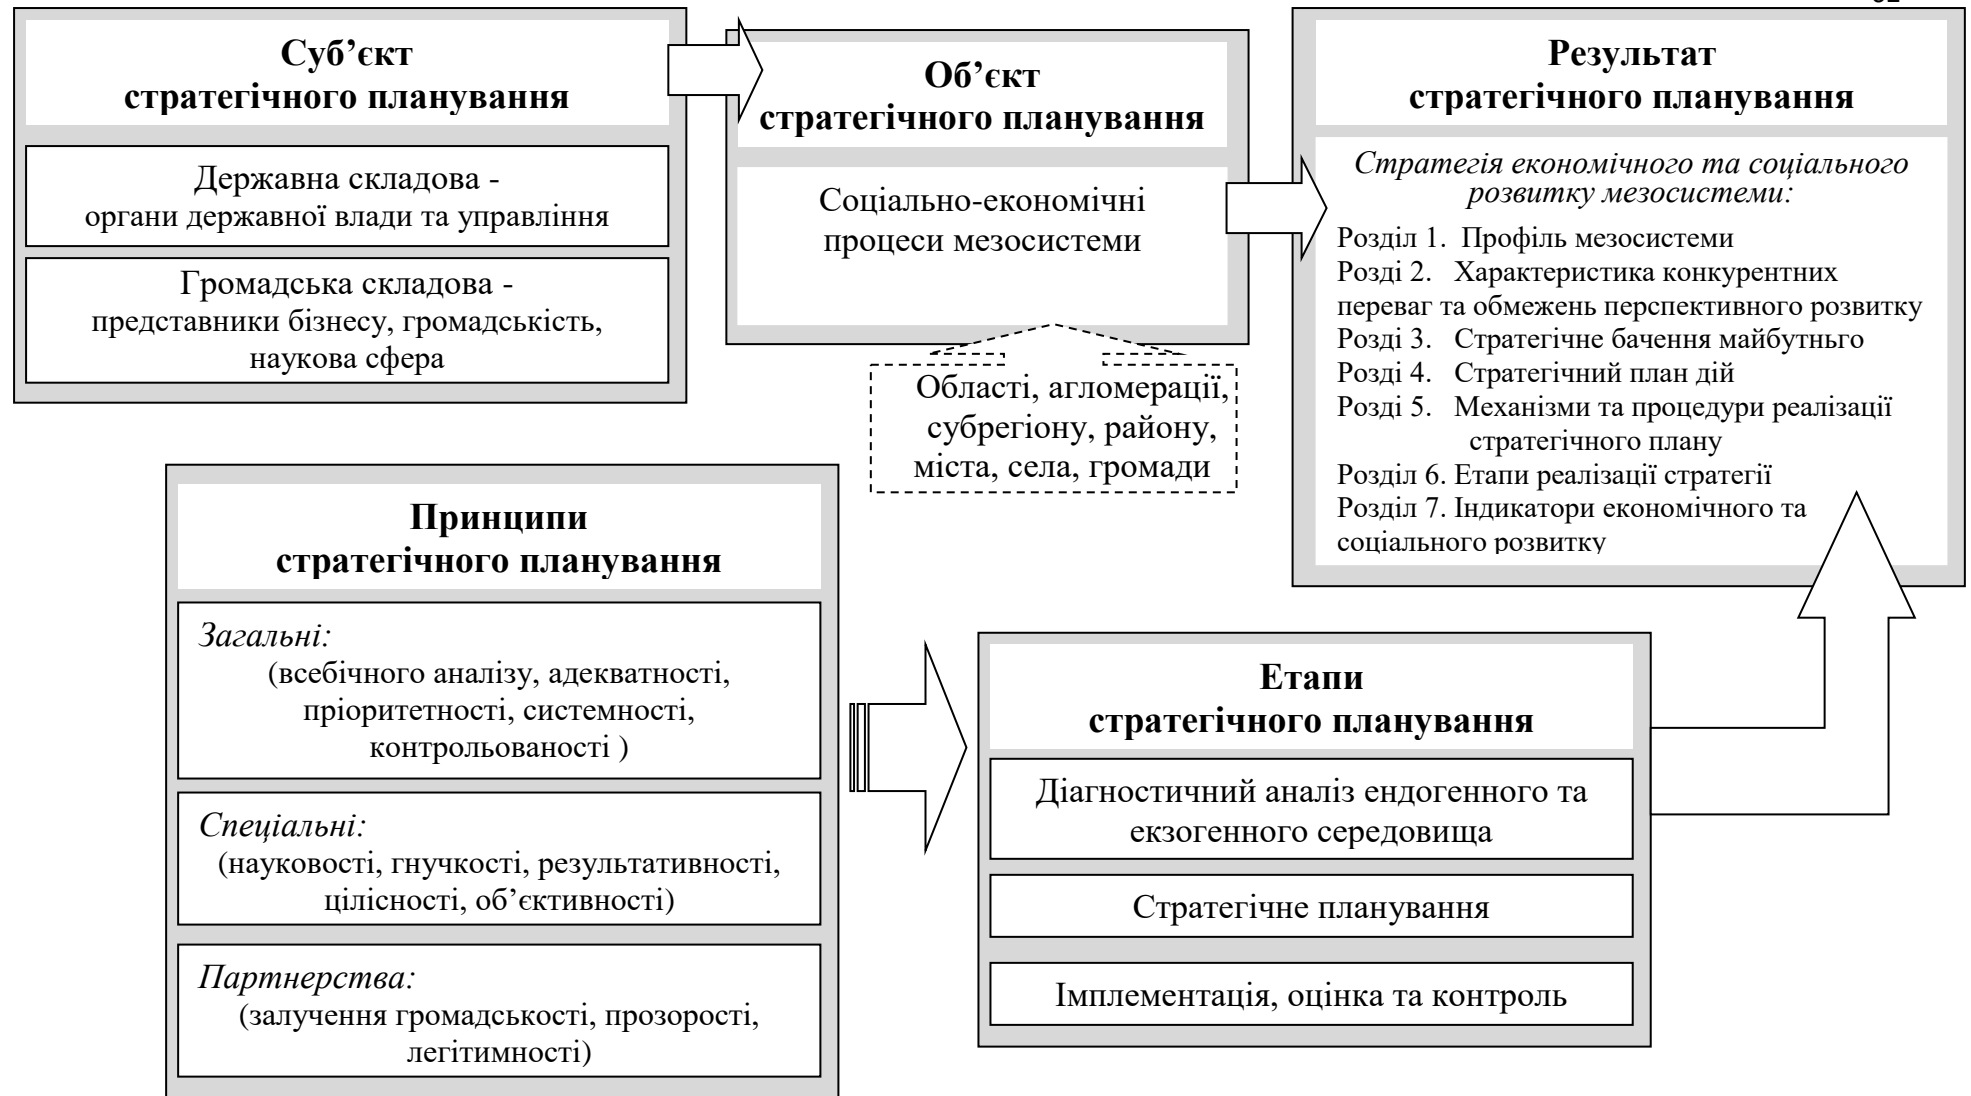 Суб’єкт
стратегічного планування
Державна складова -
органи державної влади та управління
Громадська складова -
представники бізнесу, громадськість,
наукова сфера
Об’єкт
стратегічного планування
Соціально-економічні
процеси мезосистеми
Області, агломерації,
субрегіону, району,
міста, села, громади
Результат
стратегічного планування
Стратегія економічного та соціального
розвитку мезосистеми:
Розділ 1. Профіль мезосистеми
Розді 2. Характеристика конкурентних
переваг та обмежень перспективного розвитку
Розді 3. Стратегічне бачення майбутньго
Розді 4. Стратегічний план дій
Розді 5. Механізми та процедури реалізації
стратегічного плану
Розділ 6. Етапи реалізації стратегії
Розділ 7. Індикатори економічного та
соціального розвитку
Принципи
стратегічного планування
Загальні:
(всебічного аналізу, адекватності,
пріоритетності, системності,
контрольованості )
Спеціальні:
(науковості, гнучкості, результативності,
цілісності, об’єктивності)
Партнерства:
(залучення громадськості, прозорості,
легітимності)
Етапи
стратегічного планування
Діагностичний аналіз ендогенного та
екзогенного середовища
Стратегічне планування
Імплементація, оцінка та контроль